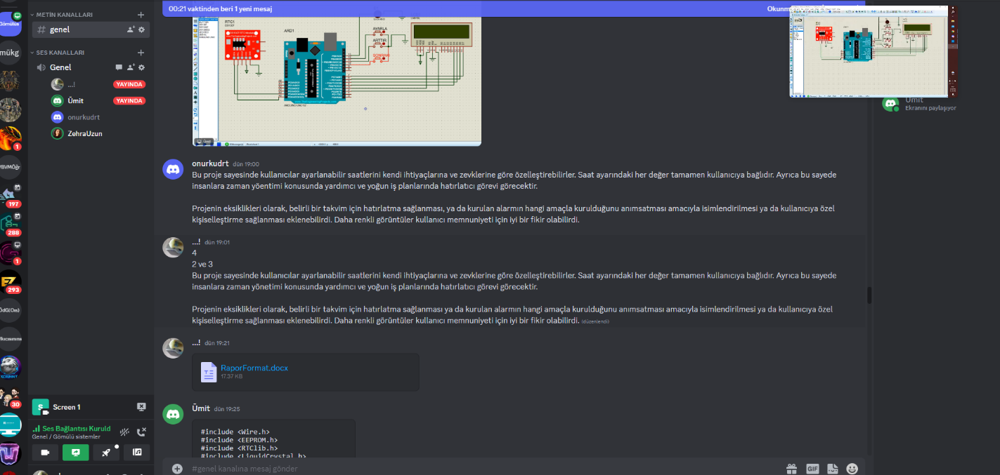 METİN KANALLARI
genel
SES KANALLARI
Genel
...!
YAYINDA
Ümit
YAYINDA
onurkudrt
ZehraUzun
Gömülüs
mükg
1
197
288
1
293
30
Screen 1
Ses Bağlantısı Kuruld
Genel / Gömülü sistemler
00:21 vaktinden beri 1 yeni mesaj
Okunm
RTC1
ARD1
AYARLA
ARTTIR
SONRAKİ
ARDUINO UNO V2
Ümit
onurkudrt dün 19:00
Bu proje sayesinde kullanıcılar ayarlanabilir saatlerini kendi ihtiyaçlarına ve zevklerine göre özelleştirebilirler. Saat ayarındaki her değer tamamen kullanıcıya bağlıdır. Ayrıca bu sayede
insanlara zaman yöentimi konusunda yardımcı ve yoğun iş planlarında hatırlatıcı görevi görecektir.
Projenin eksiklikleri olarak, belirli bir takvim için hatırlatma sağlanması, ya da kurulan alarmın hangi amaçla kurulduğunu anımsatması amacıyla isimlendirilmesi ya da kullanıcıya özel
kişiselleştirme sağlanması eklenebilirdi. Daha renkli görüntüler kullanıcı memnuniyeti için iyi bir fikir olabilirdi.
...! dün 19:01
4
2 ve 3
Bu proje sayesinde kullanıcılar ayarlanabilir saatlerini kendi ihtiyaçlarına ve zevklerine göre özelleştirebilirler. Saat ayarındaki her değer tamamen kullanıcıya bağlıdır. Ayrıca bu sayede
insanlara zaman yönetimi konusunda yardımcı ve yoğun iş planlarında hatırlatıcı görevi görecektir.
Projenin eksiklikleri olarak, belirli bir takvim için hatırlatma sağlanması ya da kurulan alarmın hangi amaçla kurulduğunu anımsatması amacıyla isimlendirilmesi ya da kullanıcıya özel
kişiselleştirme sağlanması eklenebilirdi. Daha renkli görüntüler kullanıcı memnuniyeti için iyi bir fikir olabilirdi. (düzenlendi)
...! dün 19:21
RaporFormat.docx
17.37 KB
Ümit dün 19:25
#include <Wire.h>
#include <EEPROM.h>
#include <RTClib.h>
#include <LiquidCrystal.h>
#genel kanalına mesaj gönder
GIF
Ümit
Ekranını paylaşıyor